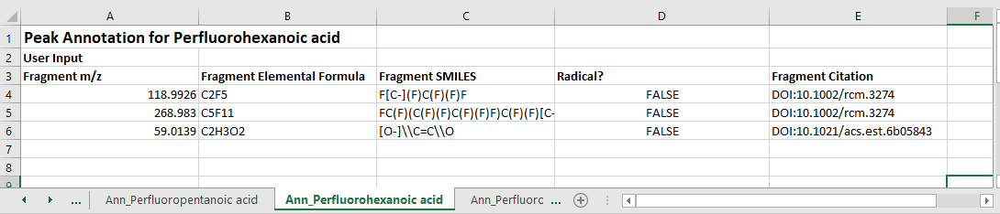 A B C D E F
1 Peak Annotation for Perfluorohexanoic acid
2 User Input
3 Fragment m/z Fragment Elemental Formula Fragment SMILES Radical? Fragment Citation
4 118.9926 C2F5 F[C-](F)C(F)(F)F FALSE DOI:10.1002/rcm.3274
5 268.983 C5F11 FC(F)(C(F)(F)C(F)(F)F)C(F)(F)[C- FALSE DOI:10.1002/rcm.3274
6 59.0139 C2H3O2 [O-]\\C=C\\O FALSE DOI:10.1021/acs.est.6b05843
7
8
9
... Ann_Perfluoropentanoic acid Ann_Perfluorohexanoic acid Ann_Perfluorc ...